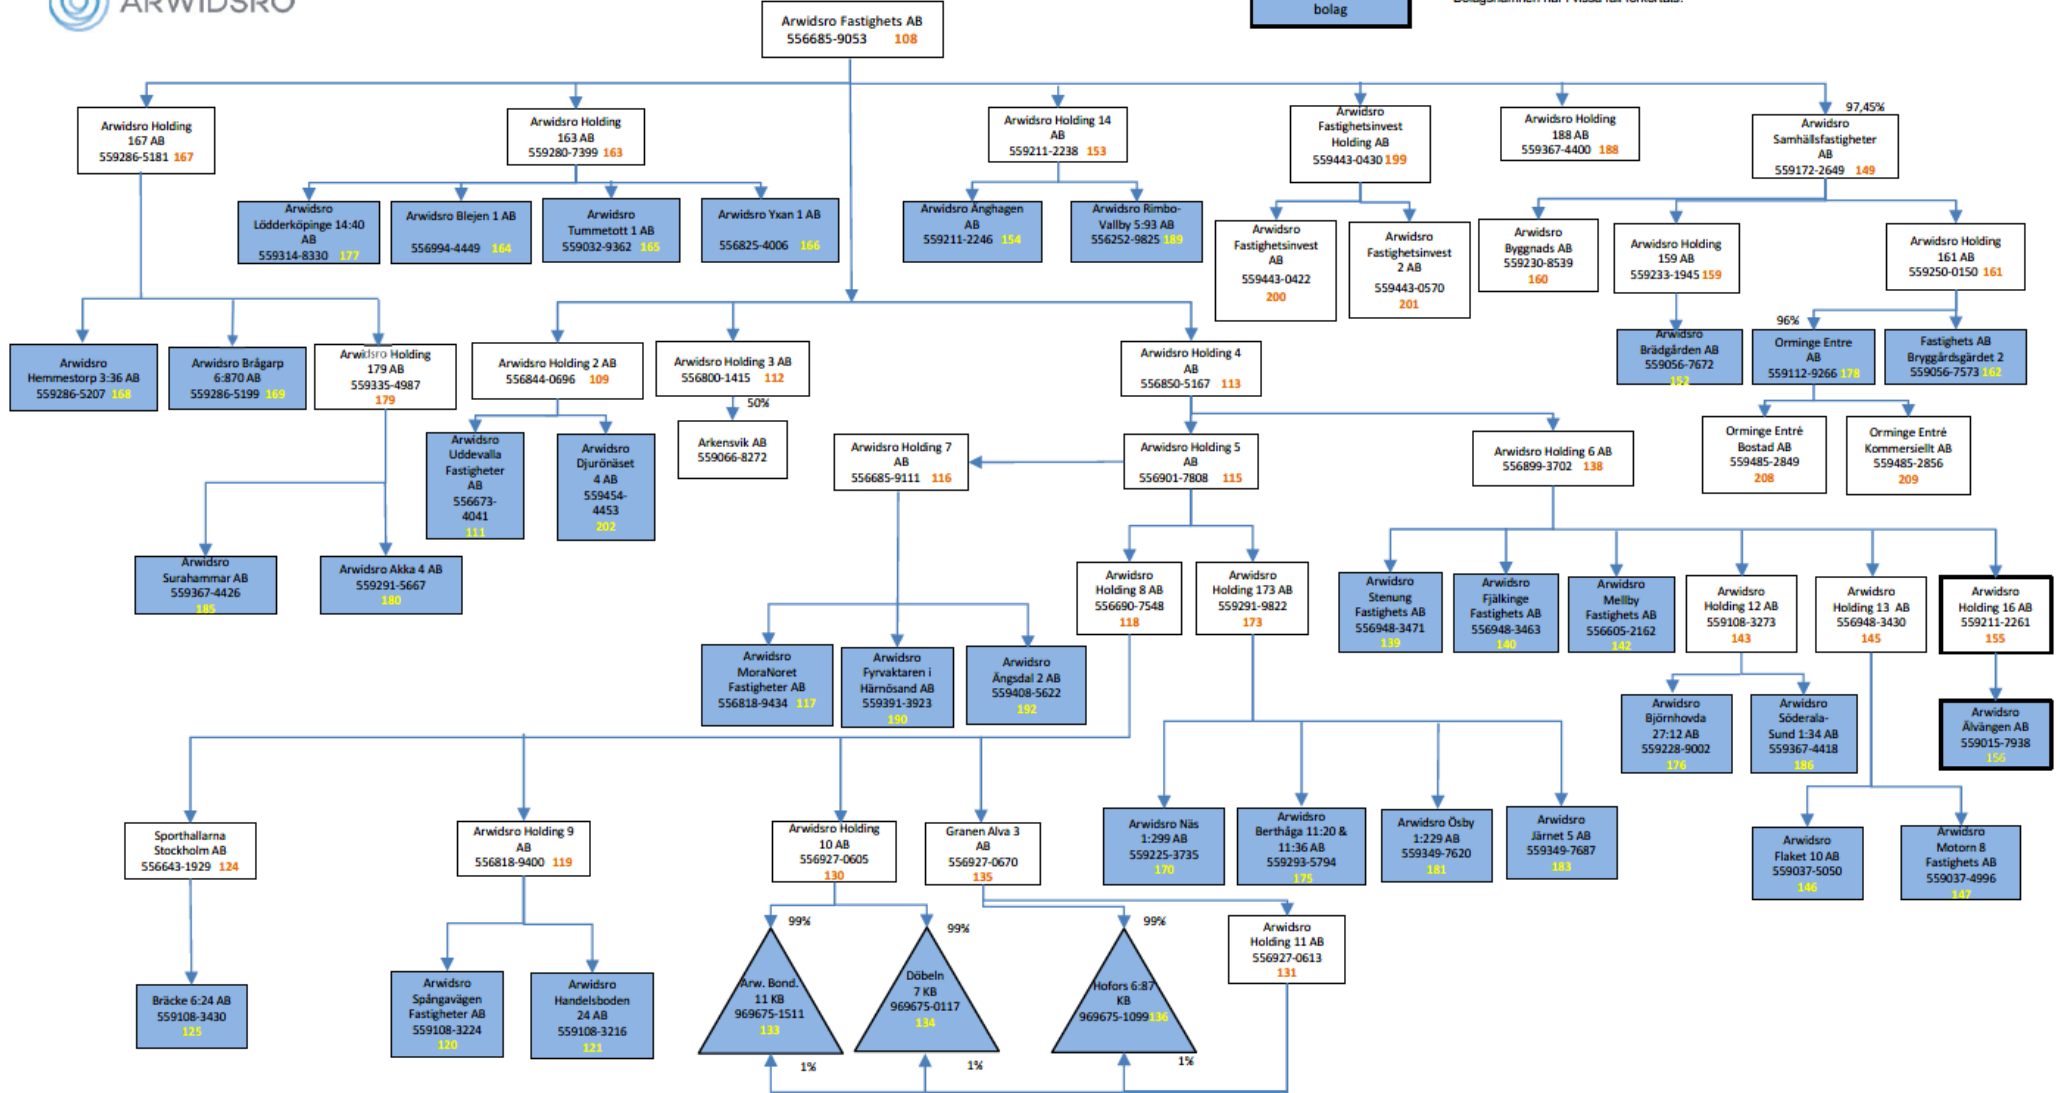 ARWIDSRO
bolag
Arwidsro Fastighets AB
556685-9053 108
97,45%
Arwidsro Holding
167 AB
559286-5181 167
Arwidsro Holding
163 AB
559280-7399 163
Arwidsro Holding 14
AB
559211-2238 153
Arwidsro
Fastighetsinvest
Holding AB
559443-0430 199
Arwidsro Holding
188 AB
559367-4400 188
Arwidsro
Samhällsfastigheter
AB
559172-2649 149
Arwidsro
Lödderköpinge 14:40
AB
559314-8330 177
Arwidsro Blejen 1 AB
556994-4449 164
Arwidsro
Tummetott 1 AB
559032-9362 165
Arwidsro Yxan 1 AB
556825-4006 166
Arwidsro Änghagen
AB
559211-2246 154
Arwidsro Rimbo-
Vallby 5:93 AB
556252-9825 189
Arwidsro
Fastighetsinvest
AB
559443-0422
200
Arwidsro
Fastighetsinvest
2 AB
559443-0570
201
Arwidsro
Byggnads AB
559230-8539
160
Arwidsro Holding
159 AB
559233-1945 159
Arwidsro Holding
161 AB
559250-0150 161
Arwidsro
Hemmestorp 3:36 AB
559286-5207 168
Arwidsro Brågarp
6:870 AB
559286-5199 169
Arwidsro Holding
179 AB
559335-4987
179
Arwidsro Holding 2 AB
556844-0696 109
Arwidsro Holding 3 AB
556800-1415 112
Arwidsro Holding 4
AB
556850-5167 113
Arwidsro
Brädgården AB
559056-7672
152
96%
Orminge Entre
AB
559112-9266 178
Fastighets AB
Bryggårdsgärdet 2
559056-7573 162
50%
Arwidsro
Uddevalla
Fastigheter
AB
556673-
4041
111
Arwidsro
Djurönäset
4 AB
559454-
4453
202
Arkensvik AB
559066-8272
Arwidsro Holding 7
AB
556685-9111 116
Arwidsro Holding 5
AB
556901-7808 115
Arwidsro Holding 6 AB
556899-3702 138
Orminge Entré
Bostad AB
559485-2849
208
Orminge Entré
Kommersiellt AB
559485-2856
209
Arwidsro
Surahammar AB
559367-4426
185
Arwidsro Akka 4 AB
559291-5667
180
Arwidsro
Holding 8 AB
556690-7548
118
Arwidsro
Holding 173 AB
559291-9822
173
Arwidsro
Stenung
Fastighets AB
556948-3471
139
Arwidsro
Fjälkinge
Fastighets AB
556948-3463
140
Arwidsro
Mellby
Fastighets AB
556605-2162
142
Arwidsro
Holding 12 AB
559108-3273
143
Arwidsro
Holding 13 AB
556948-3430
145
Arwidsro
Holding 16 AB
559211-2261
155
Arwidsro
MoraNoret
Fastigheter AB
556818-9434 117
Arwidsro
Fyrvaktaren i
Härnösand AB
559391-3923
190
Arwidsro
Ängsdal 2 AB
559408-5622
192
Arwidsro
Björnhovda
27:12 AB
559228-9002
176
Arwidsro
Söderala-
Sund 1:34 AB
559367-4418
186
Arwidsro
Älvängen AB
559015-7938
156
Sporthallarna
Stockholm AB
556643-1929 124
Arwidsro Holding 9
AB
556818-9400 119
Arwidsro Holding
10 AB
556927-0605
130
Granen Alva 3
AB
556927-0670
135
Arwidsro Näs
1:299 AB
559225-3735
170
Arwidsro
Berthåga 11:20 &
11:36 AB
559293-5794
175
Arwidsro Ösby
1:229 AB
559349-7620
181
Arwidsro
Järnet 5 AB
559349-7687
183
Arwidsro
Flaket 10 AB
559037-5050
146
Arwidsro
Motorn 8
Fastighets AB
559037-4996
147
99%
99%
99%
Arwidsro
Holding 11 AB
556927-0613
131
Bräcke 6:24 AB
559108-3430
125
Arwidsro
Spångavägen
Fastigheter AB
559108-3224
120
Arwidsro
Handelsboden
24 AB
559108-3216
121
Arw. Bond.
11 KB
969675-1511
133
Döbeln
7 KB
969675-0117
134
Hofors 6:87
KB
969675-1099 136
1%
1%
1%